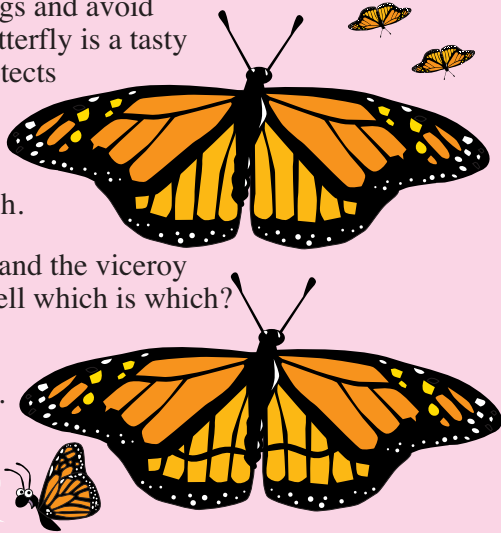 gs and avoid
tterfly is a tasty
tects
h.
and the viceroy
ell which is which?
.